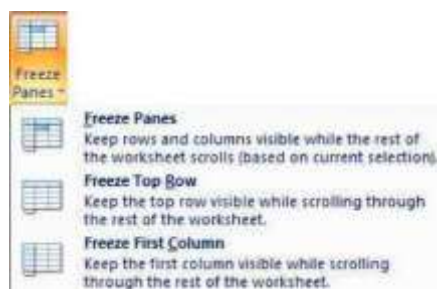 Freeze
Panes
Freeze Panes
Keep rows and columns visible while the rest of
the worksheet scrolls (based on current selection).
Freeze Top Row
Keep the top row visible while scrolling through
the rest of the worksheet.
Freeze First Column
Keep the first column visible while scrolling
through the rest of the worksheet.